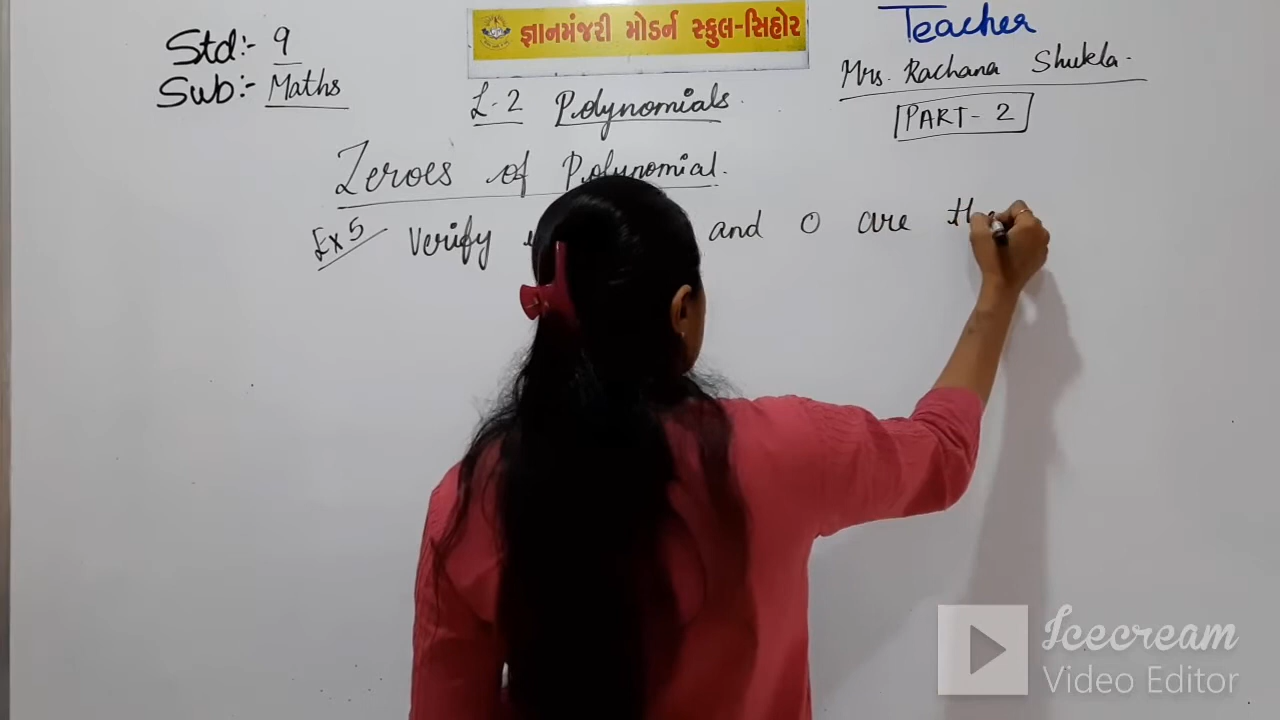 Std:- 9
Sub:- Maths
જ્ઞાનમંજરી મોડર્ન સ્કુલ-સિહોર
Teacher
Mrs. Rachana Shukla.
PART-2
L-2 Polynomials.
Zeroes of Polynomial.
Ex 5 Verify and 0 are the
Icecream
Video Editor